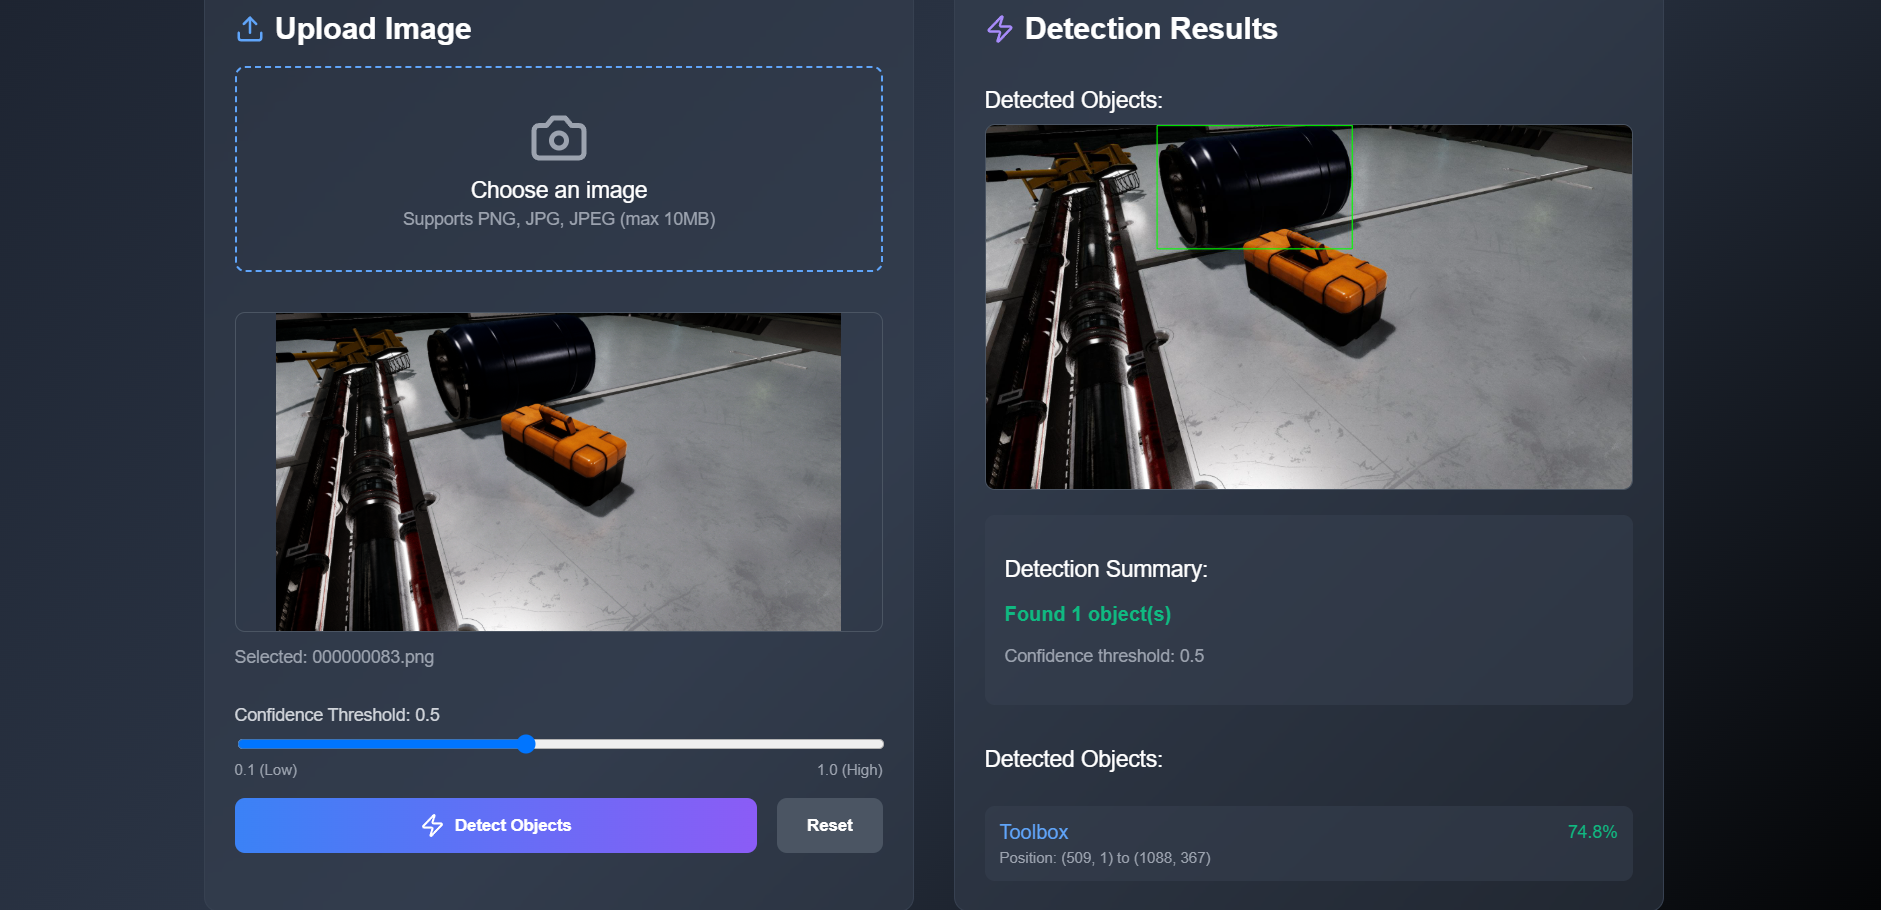 Upload Image
Choose an image
Supports PNG, JPG, JPEG (max 10MB)
Selected: 000000083.png
Confidence Threshold: 0.5
0.1 (Low)
1.0 (High)
Detect Objects
Reset
Detection Results
Detected Objects:
Detection Summary:
Found 1 object(s)
Confidence threshold: 0.5
Detected Objects:
Toolbox
74.8%
Position: (509, 1) to (1088, 367)